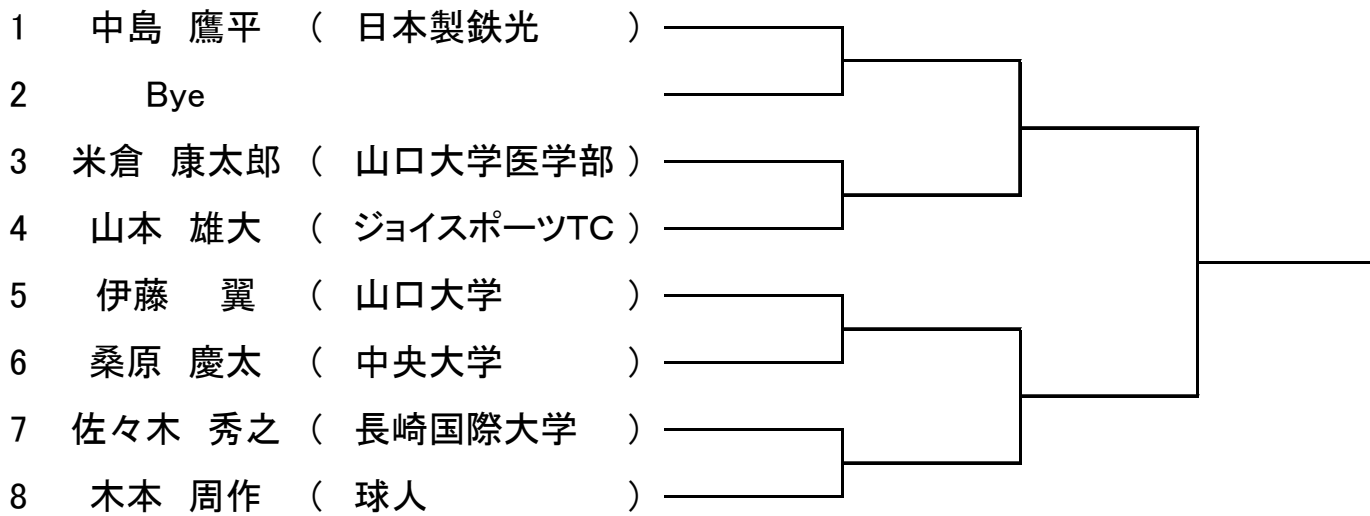 1 中島 鷹平 ( 日本製鉄光 )
2 Bye
3 米倉 康太郎 ( 山口大学医学部 )
4 山本 雄大 ( ジョイスポーツTC )
5 伊藤 翼 ( 山口大学 )
6 桑原 慶太 ( 中央大学 )
7 佐々木 秀之 ( 長崎国際大学 )
8 木本 周作 ( 球人 )